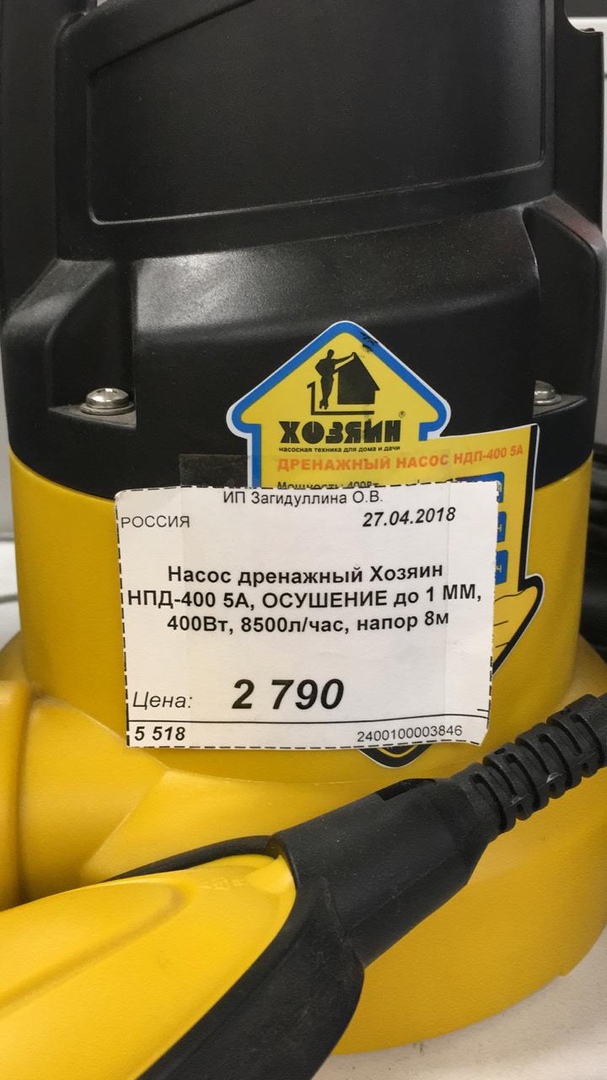 ХОЗЯИН®
насосная техника для дома и дачи
ДРЕНАЖНЫЙ НАСОС НДП-400 5А
Мощность 400Вт
ИП Загидуллина О.В.
РОССИЯ 27.04.2018
Насос дренажный Хозяин
НПД-400 5А, ОСУШЕНИЕ до 1 ММ,
400Вт, 8500л/час, напор 8м
Цена: 2 790
5 518 2400100003846